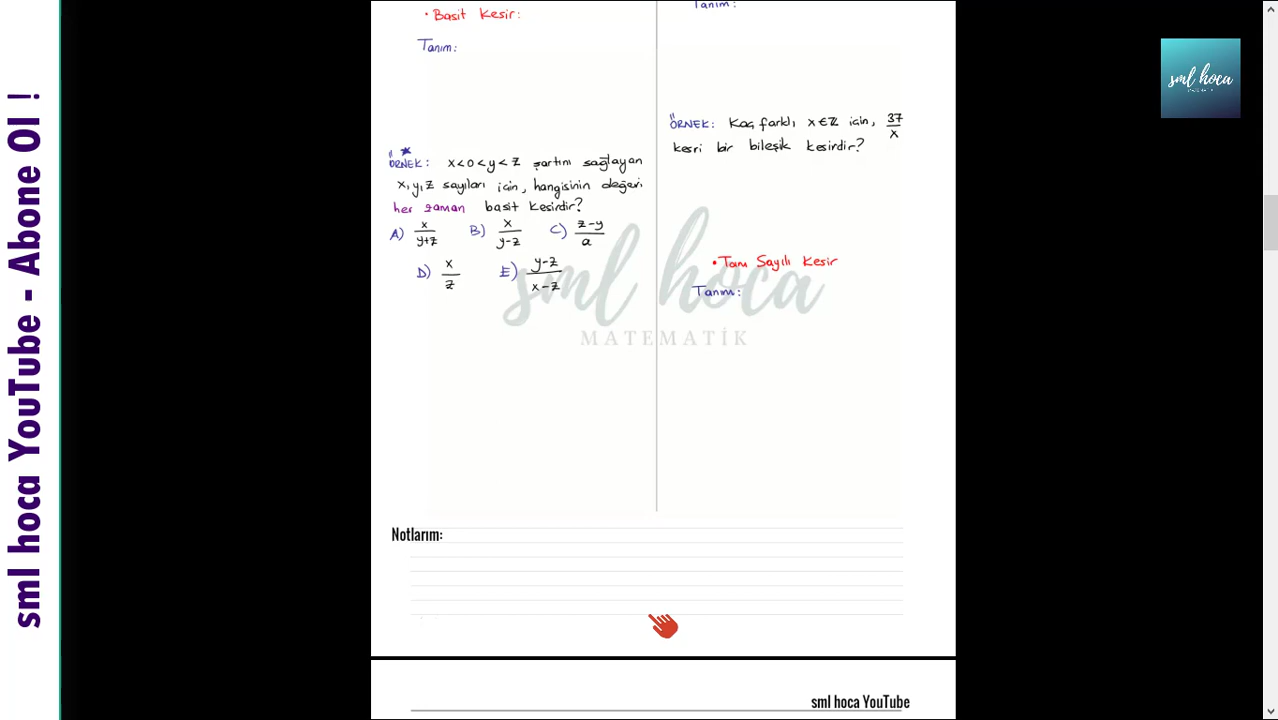 sml hoca YouTube - Abone Ol !
• Basit Kesir:
Tanım:
ÖRNEK: x<0<y<z şartını sağlayan
x,y,z sayıları için, hangisinin değeri
her zaman basit kesirdir?
A) x/(y+z) B) x/(y-z) C) (z-y)/a
D) x/z E) (y-z)/(x-z)
Tanım:
ÖRNEK: Kaç farklı x∈ℤ için, 37/x
kesri bir bileşik kesirdir?
• Tam Sayılı Kesir
Tanım:
sml hoca
MATEMATİK
Notlarım:
sml hoca YouTube
sml hoca